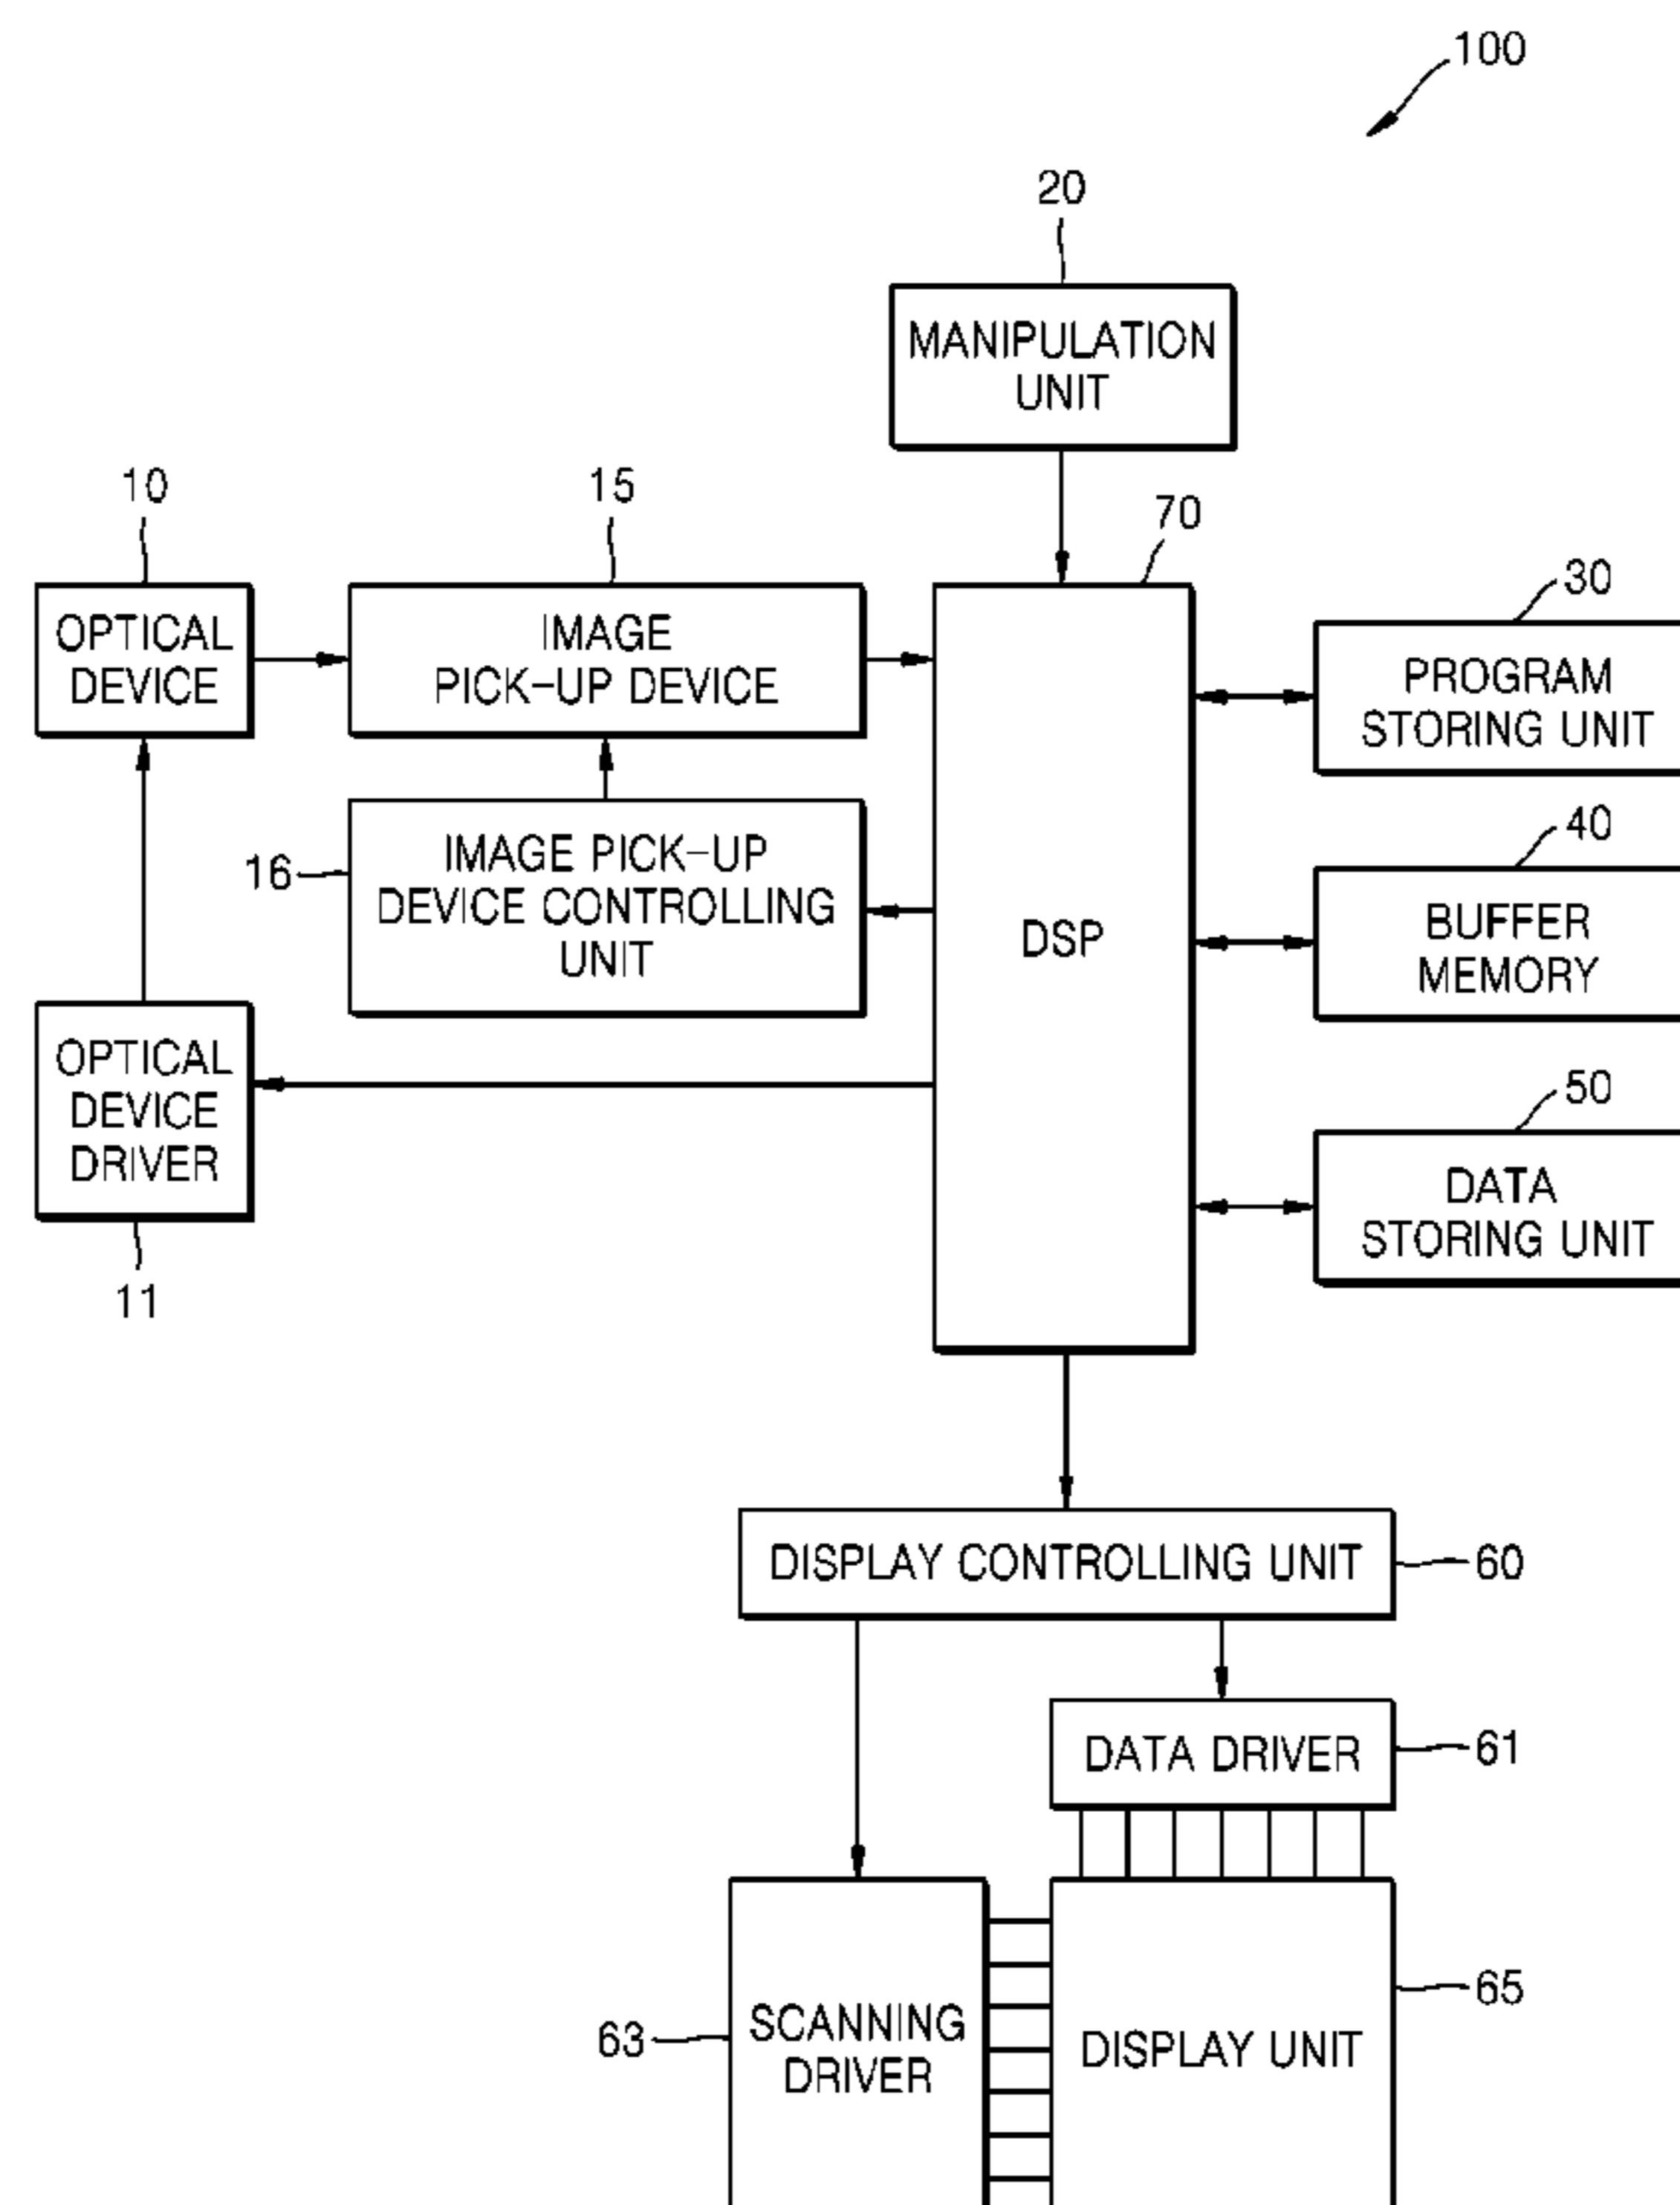 100
20
MANIPULATION
UNIT
10
15
70
OPTICAL
DEVICE
IMAGE
PICK-UP DEVICE
30
PROGRAM
STORING UNIT
16
IMAGE PICK-UP
DEVICE CONTROLLING
UNIT
DSP
40
BUFFER
MEMORY
OPTICAL
DEVICE
DRIVER
11
50
DATA
STORING UNIT
DISPLAY CONTROLLING UNIT
60
DATA DRIVER
61
63
SCANNING
DRIVER
DISPLAY UNIT
65